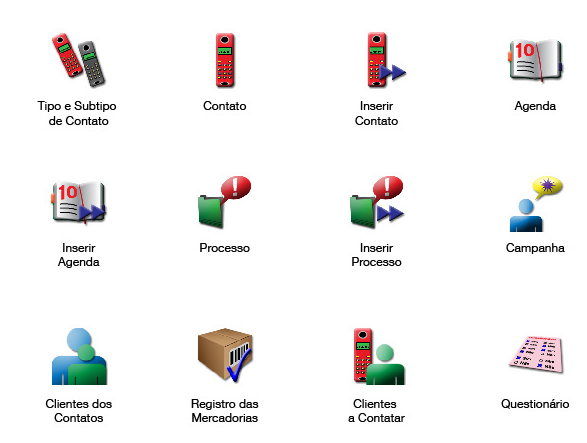 Tipo e Subtipo
de Contato
Contato
Inserir
Contato
10
Agenda
10
Inserir
Agenda
Processo
Inserir
Processo
Campanha
Clientes dos
Contatos
Registro das
Mercadorias
Clientes
a Contatar
Questionário